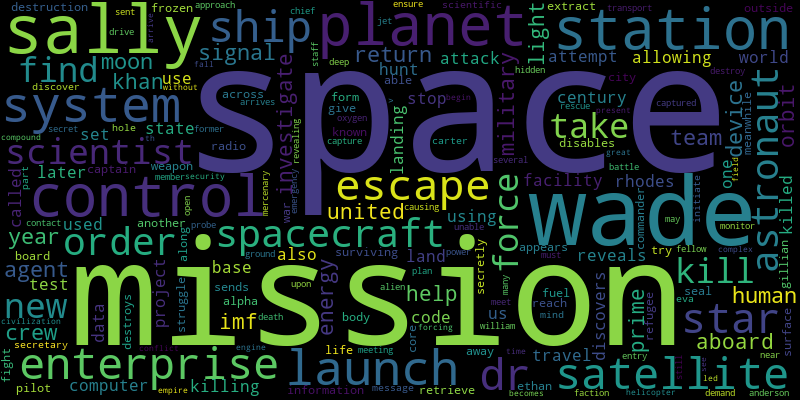 destruction sent approach chief ensure scientific transport outside
sally ship planet light extract station
frozen drive arrive staff jet
moon signal return attack hunt attempt allowing world
find khan fail deep hidden
discover use across able form stop military city destroy
system space century captured orbit
without arrives give rescue present begin
compound secret hole former oxygen known landing take device meanwhile astronaut
set state radio capture carter disables team
scientist th revealing investigate several great battle
later weapon captain mercenary facility rhodes one
called part control escape force wade
member security war emergency united commander initiate killed
year used open contact another probe spacecraft causing using appears may monitor
order ground unable reveals try fellow complex gillian
board along also surviving land power secretly must field
agent base upon plan kill seal
test project sends energy many alien help fuel human
new mission alpha meet us reach eva surface
data destroys struggle death body code mind discovers prime refugee
civilization imf core william star
crew secretary conflict forcing aboard
fight engine life meeting away time travel entry still see near
enterprise launch dr satellite
pilot computer killing information message retrieve ethan faction led demand anderson
empire becomes helicopter